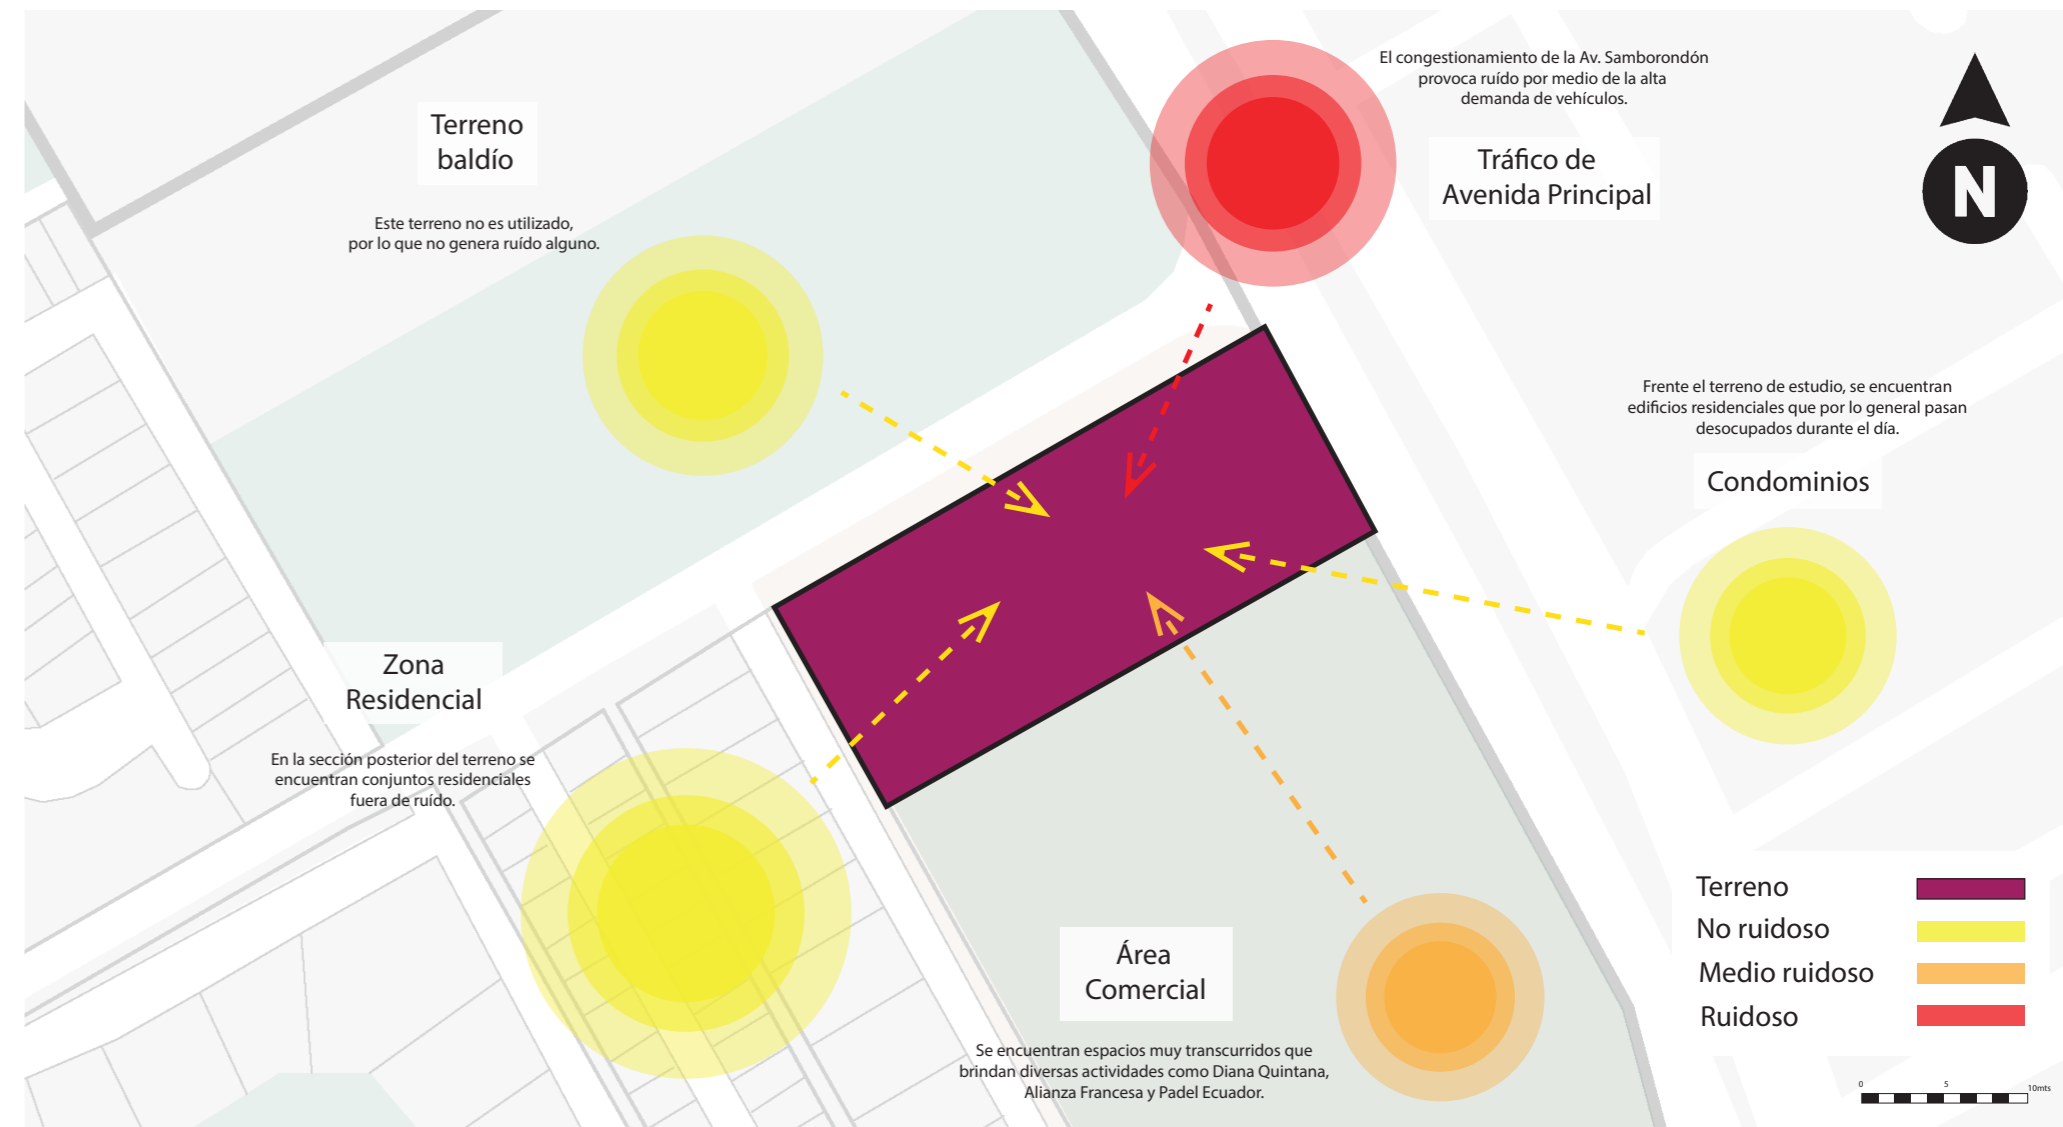 El congestionamiento de la Av. Samborondón
provoca ruído por medio de la alta
demanda de vehículos.
Tráfico de
Avenida Principal
N
Terreno
baldío
Este terreno no es utilizado,
por lo que no genera ruído alguno.
Frente el terreno de estudio, se encuentran
edificios residenciales que por lo general pasan
desocupados durante el día.
Condominios
Zona
Residencial
En la sección posterior del terreno se
encuentran conjuntos residenciales
fuera de ruído.
Área
Comercial
Se encuentran espacios muy transcurridos que
brindan diversas actividades como Diana Quintana,
Alianza Francesa y Padel Ecuador.
Terreno
No ruidoso
Medio ruidoso
Ruidoso
0 5 10mts